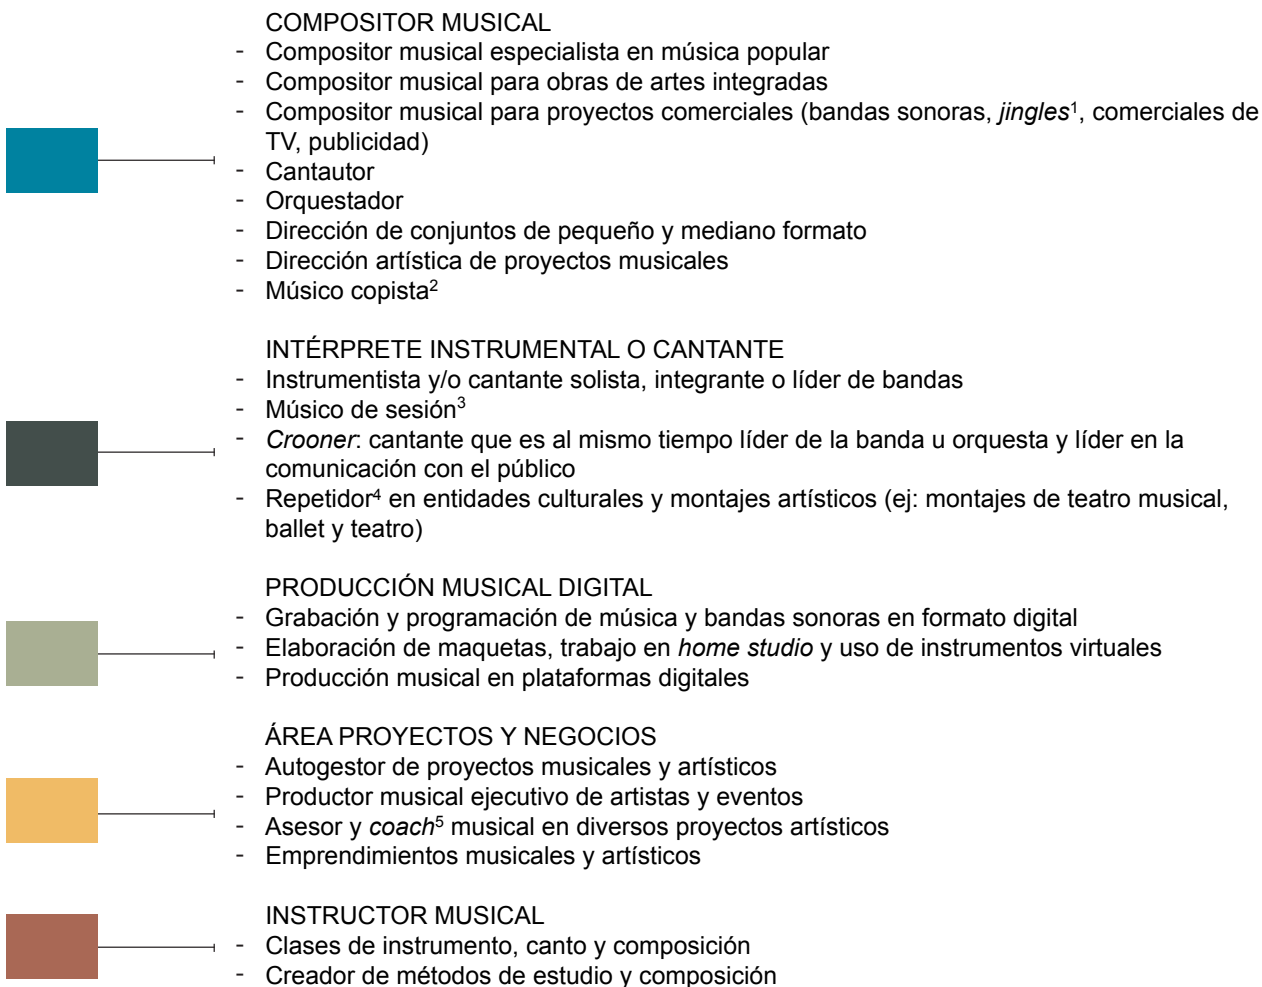 COMPOSITOR MUSICAL
- Compositor musical especialista en música popular
- Compositor musical para obras de artes integradas
- Compositor musical para proyectos comerciales (bandas sonoras, jingles¹, comerciales de
TV, publicidad)
- Cantautor
- Orquestador
- Dirección de conjuntos de pequeño y mediano formato
- Dirección artística de proyectos musicales
- Músico copista²
INTÉRPRETE INSTRUMENTAL O CANTANTE
- Instrumentista y/o cantante solista, integrante o líder de bandas
- Músico de sesión³
- Crooner: cantante que es al mismo tiempo líder de la banda u orquesta y líder en la
comunicación con el público
- Repetidor⁴ en entidades culturales y montajes artísticos (ej: montajes de teatro musical,
ballet y teatro)
PRODUCCIÓN MUSICAL DIGITAL
- Grabación y programación de música y bandas sonoras en formato digital
- Elaboración de maquetas, trabajo en home studio y uso de instrumentos virtuales
- Producción musical en plataformas digitales
ÁREA PROYECTOS Y NEGOCIOS
- Autogestor de proyectos musicales y artísticos
- Productor musical ejecutivo de artistas y eventos
- Asesor y coach⁵ musical en diversos proyectos artísticos
- Emprendimientos musicales y artísticos
INSTRUCTOR MUSICAL
- Clases de instrumento, canto y composición
- Creador de métodos de estudio y composición